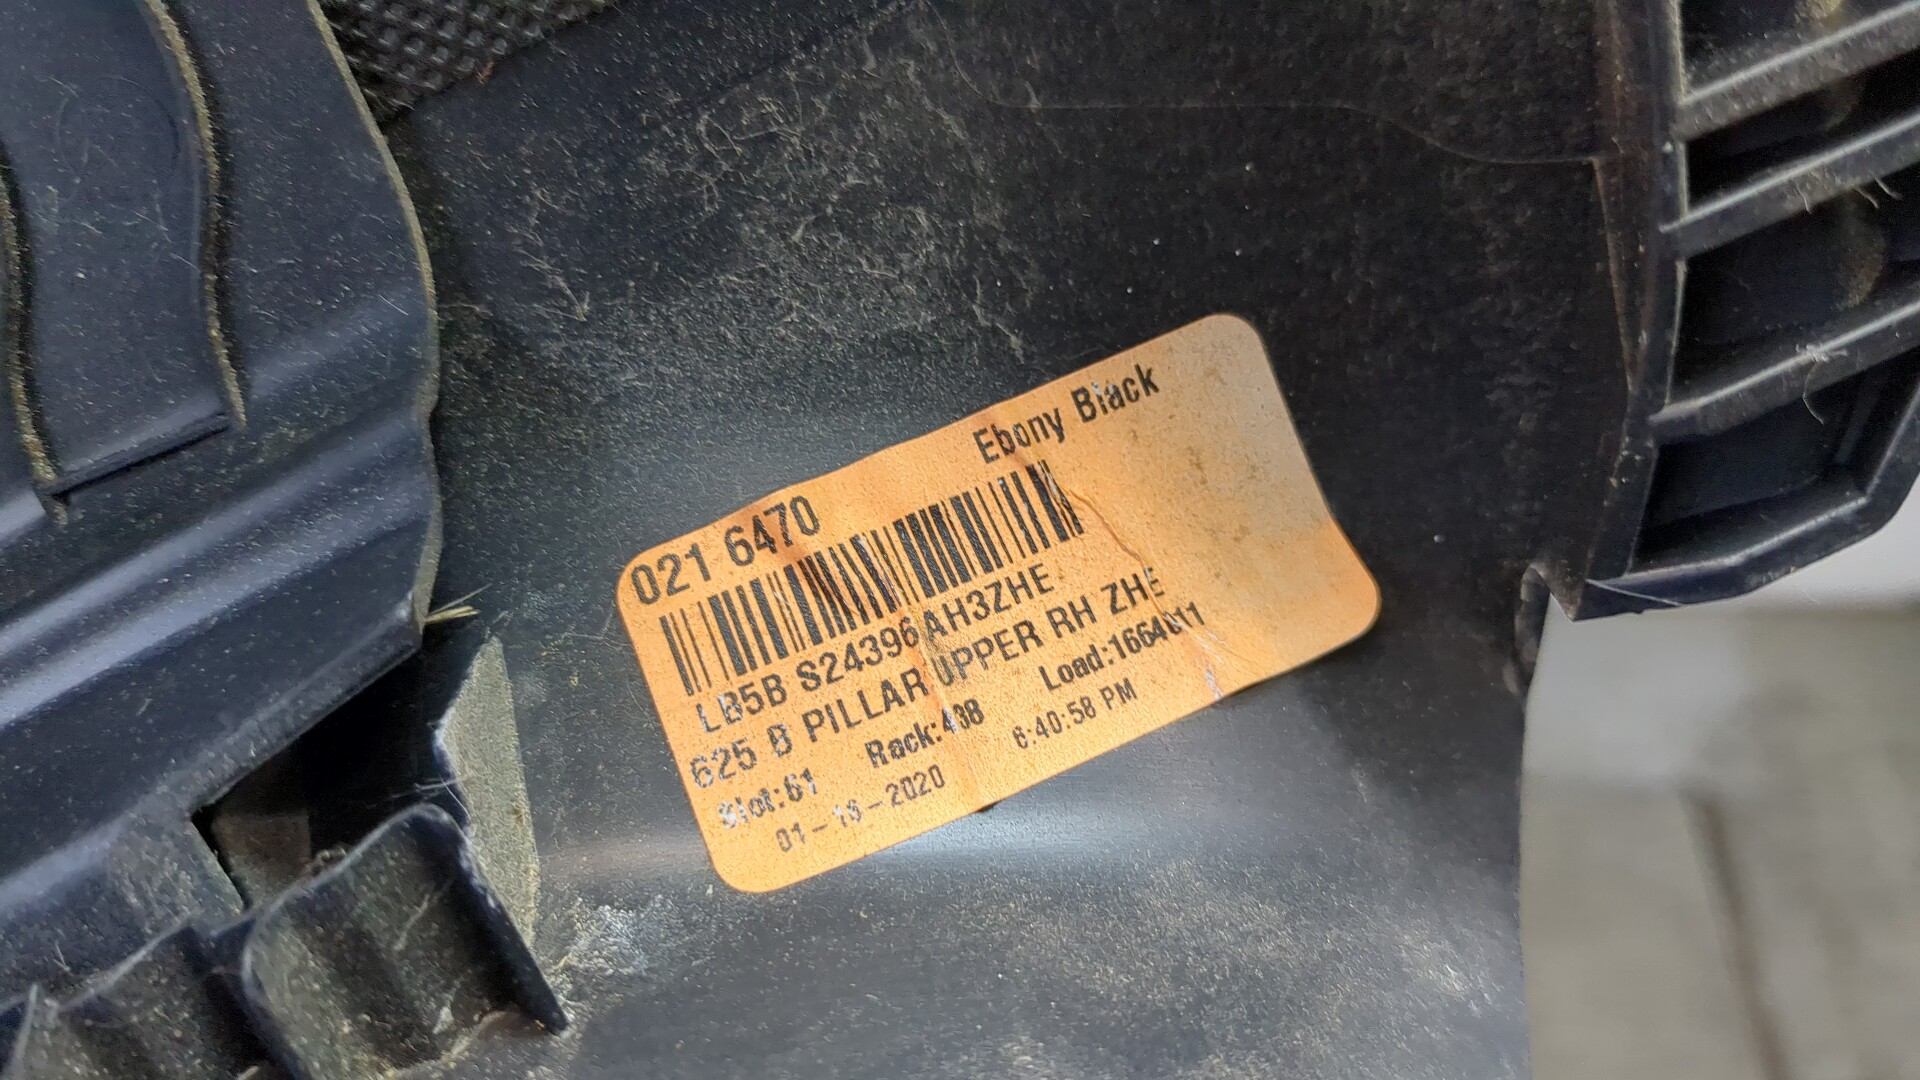 Ebony Black
021 6470
LB5B S24396 AH3ZHE
625 B PILLAR UPPER RH ZHE
Slot:61 Rack:438 Load:1664011
01-16-2020 6:40:58 PM